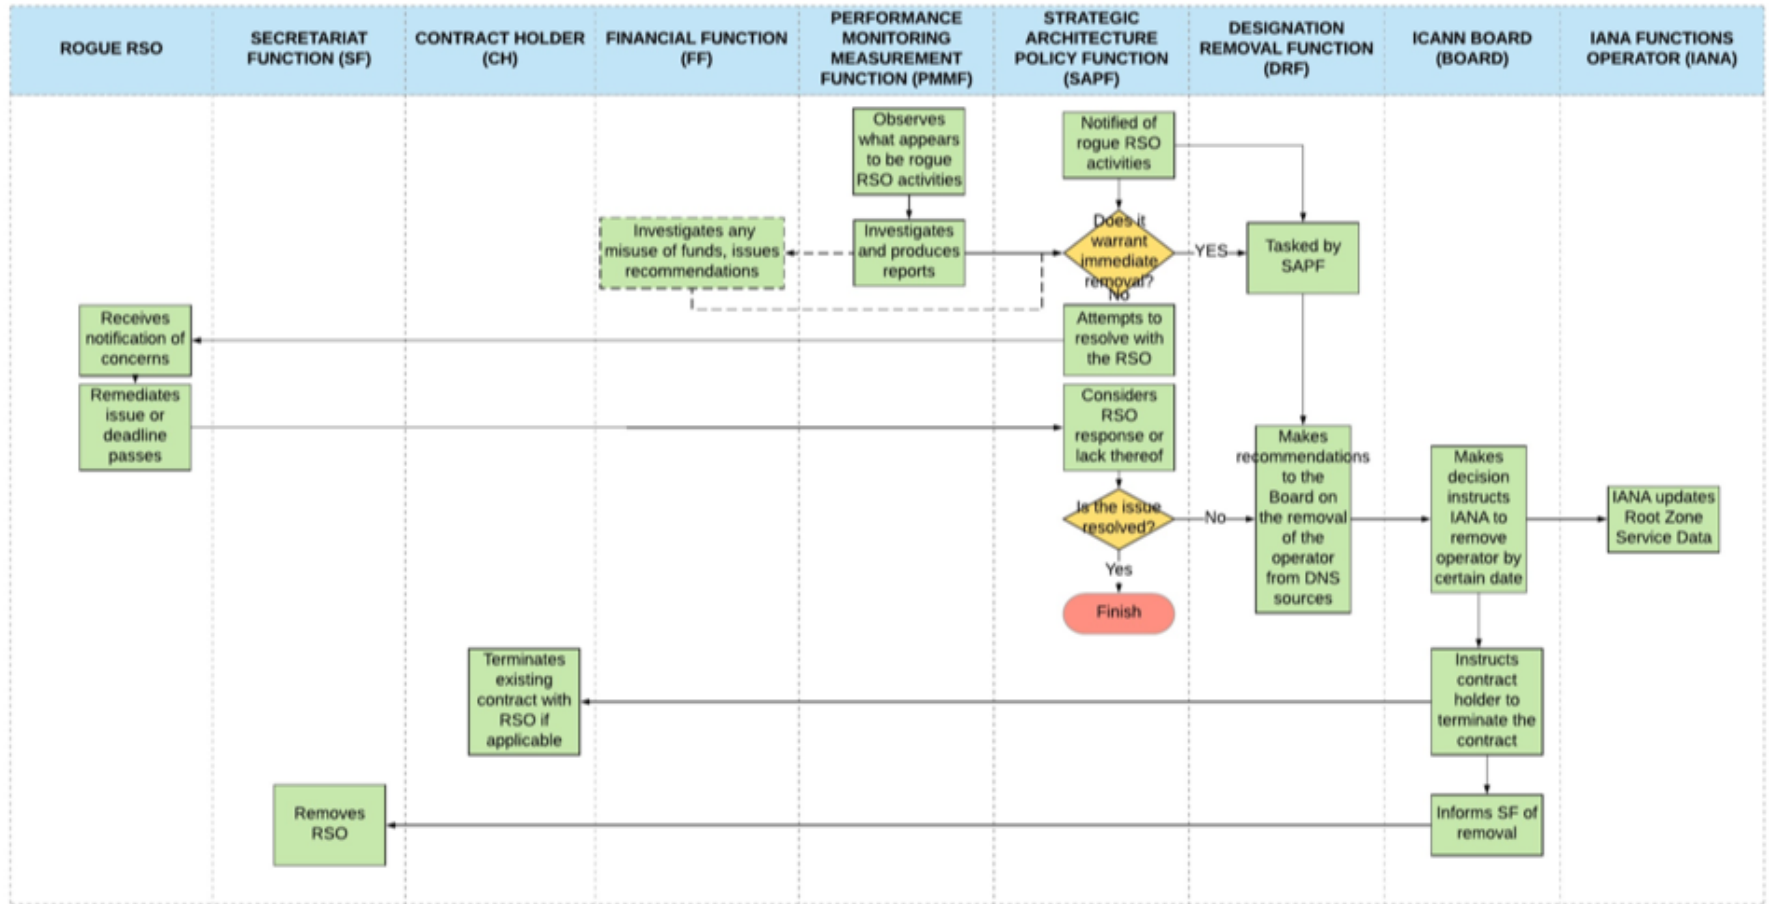 ROGUE RSO
SECRETARIAT
FUNCTION (SF)
CONTRACT HOLDER
(CH)
FINANCIAL FUNCTION
(FF)
PERFORMANCE
MONITORING
MEASUREMENT
FUNCTION (PMMF)
STRATEGIC
ARCHITECTURE
POLICY FUNCTION
(SAPF)
DESIGNATION
REMOVAL FUNCTION
(DRF)
ICANN BOARD
(BOARD)
IANA FUNCTIONS
OPERATOR (IANA)
Observes
what appears
to be rogue
RSO activities
Notified of
rogue RSO
activities
Investigates any
misuse of funds, issues
recommendations
Investigates
and produces
reports
Does it
warrant
immediate
removal?
YES
Tasked by
SAPF
No
Receives
notification of
concerns
Attempts to
resolve with
the RSO
Remediates
issue or
deadline
passes
Considers
RSO
response or
lack thereof
Is the issue
resolved?
No
Yes
Finish
Makes
recommendations
to the
Board on
the removal
of the
operator
from DNS
sources
Makes
decision
instructs
IANA to
remove
operator by
certain date
IANA updates
Root Zone
Service Data
Terminates
existing
contract with
RSO if
applicable
Instructs
contract
holder to
terminate the
contract
Removes
RSO
Informs SF of
removal